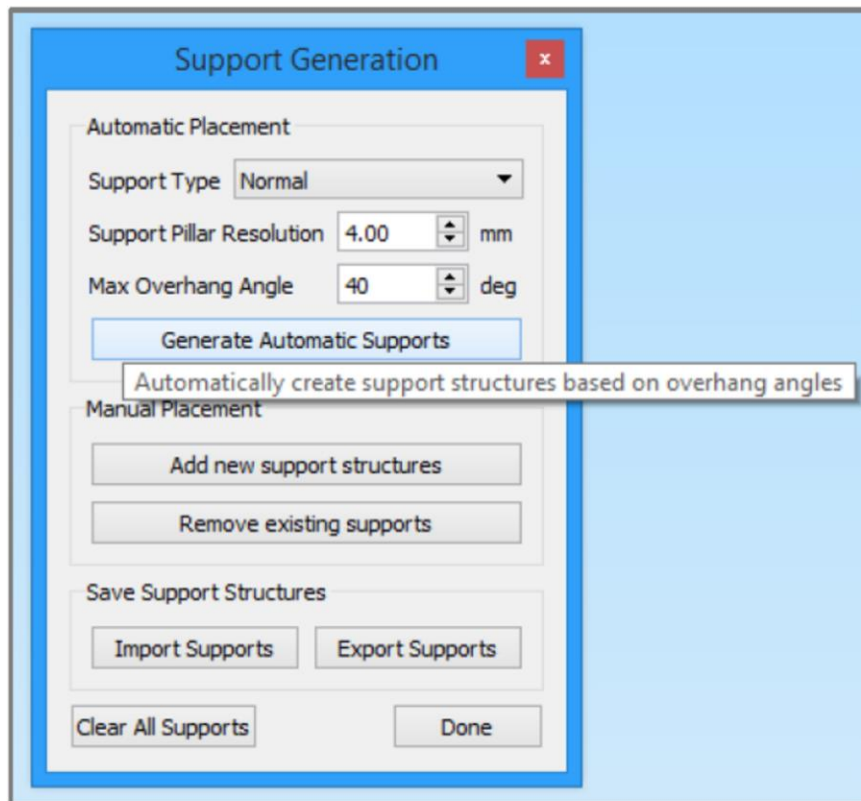 Support Generation
x
Automatic Placement
Support Type Normal
Support Pillar Resolution 4.00 mm
Max Overhang Angle 40 deg
Generate Automatic Supports
Automatically create support structures based on overhang angles
Manual Placement
Add new support structures
Remove existing supports
Save Support Structures
Import Supports Export Supports
Clear All Supports Done